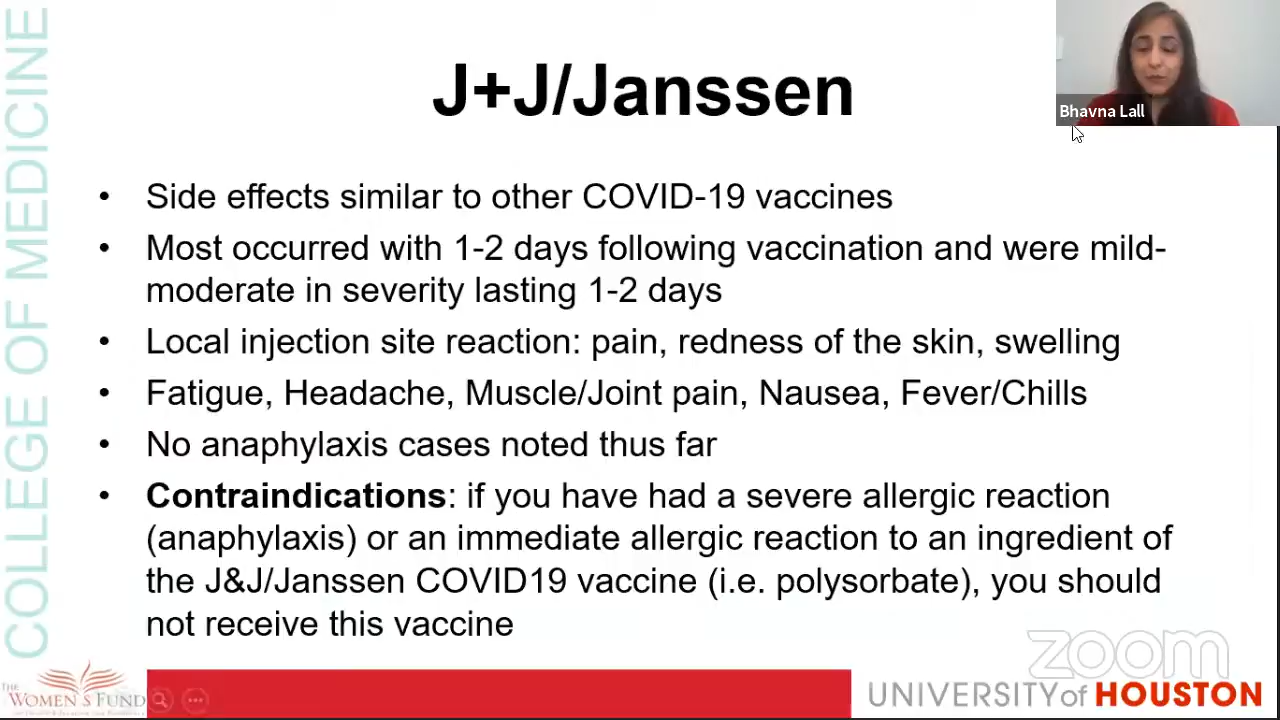 COLLEGE OF MEDICINE
J+J/Janssen
Bhavna Lall
• Side effects similar to other COVID-19 vaccines
• Most occurred with 1-2 days following vaccination and were mild-
moderate in severity lasting 1-2 days
• Local injection site reaction: pain, redness of the skin, swelling
• Fatigue, Headache, Muscle/Joint pain, Nausea, Fever/Chills
• No anaphylaxis cases noted thus far
• Contraindications: if you have had a severe allergic reaction
(anaphylaxis) or an immediate allergic reaction to an ingredient of
the J&J/Janssen COVID19 vaccine (i.e. polysorbate), you should
not receive this vaccine
zoom
THE
WOMEN'S FUND
UNIVERSITY of HOUSTON